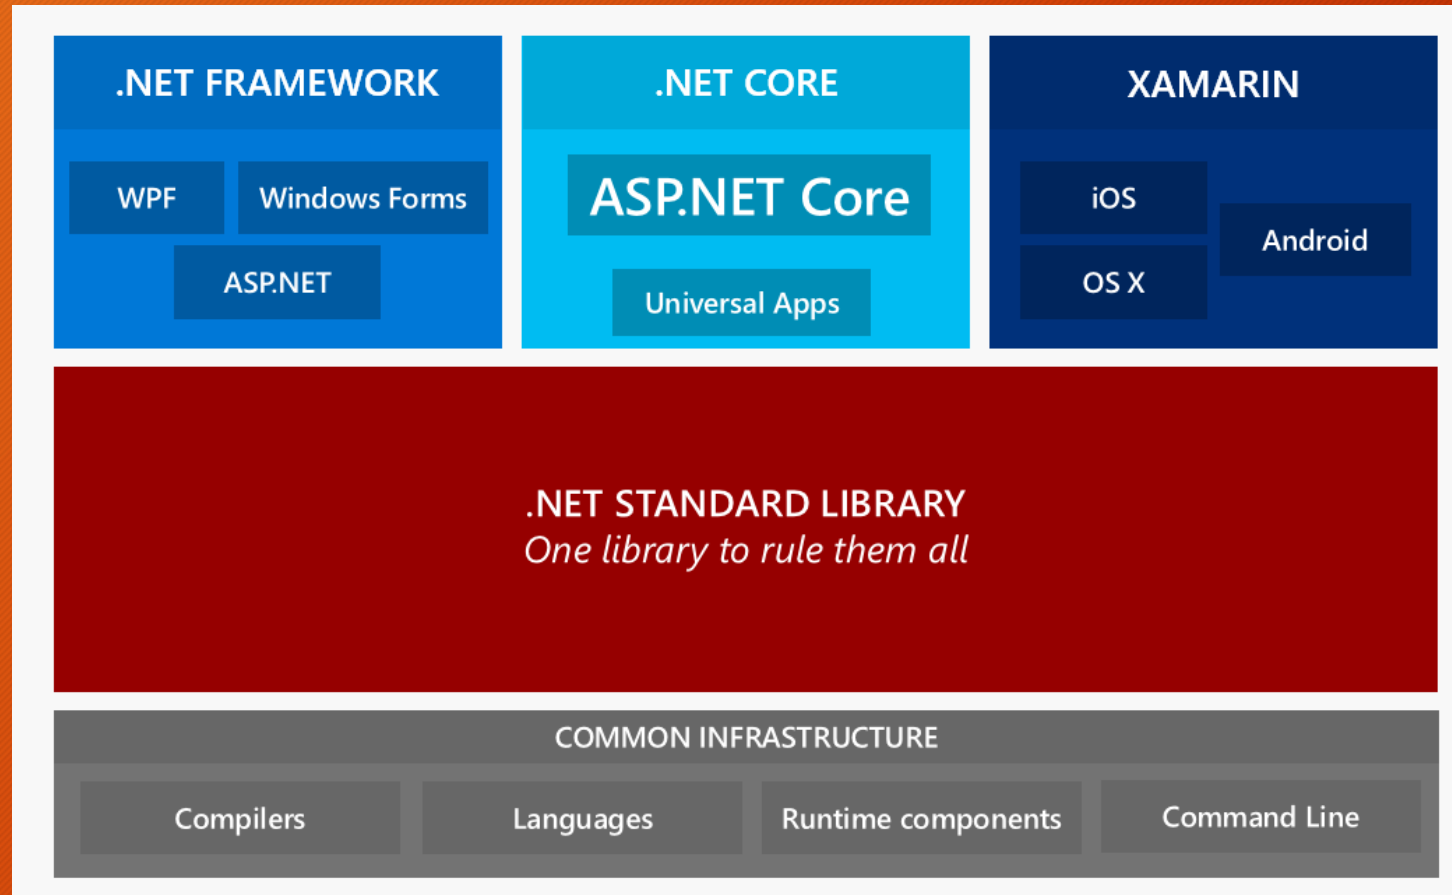 .NET FRAMEWORK
WPF
Windows Forms
ASP.NET
.NET CORE
ASP.NET Core
Universal Apps
XAMARIN
iOS
Android
OS X
.NET STANDARD LIBRARY
One library to rule them all
COMMON INFRASTRUCTURE
Compilers
Languages
Runtime components
Command Line